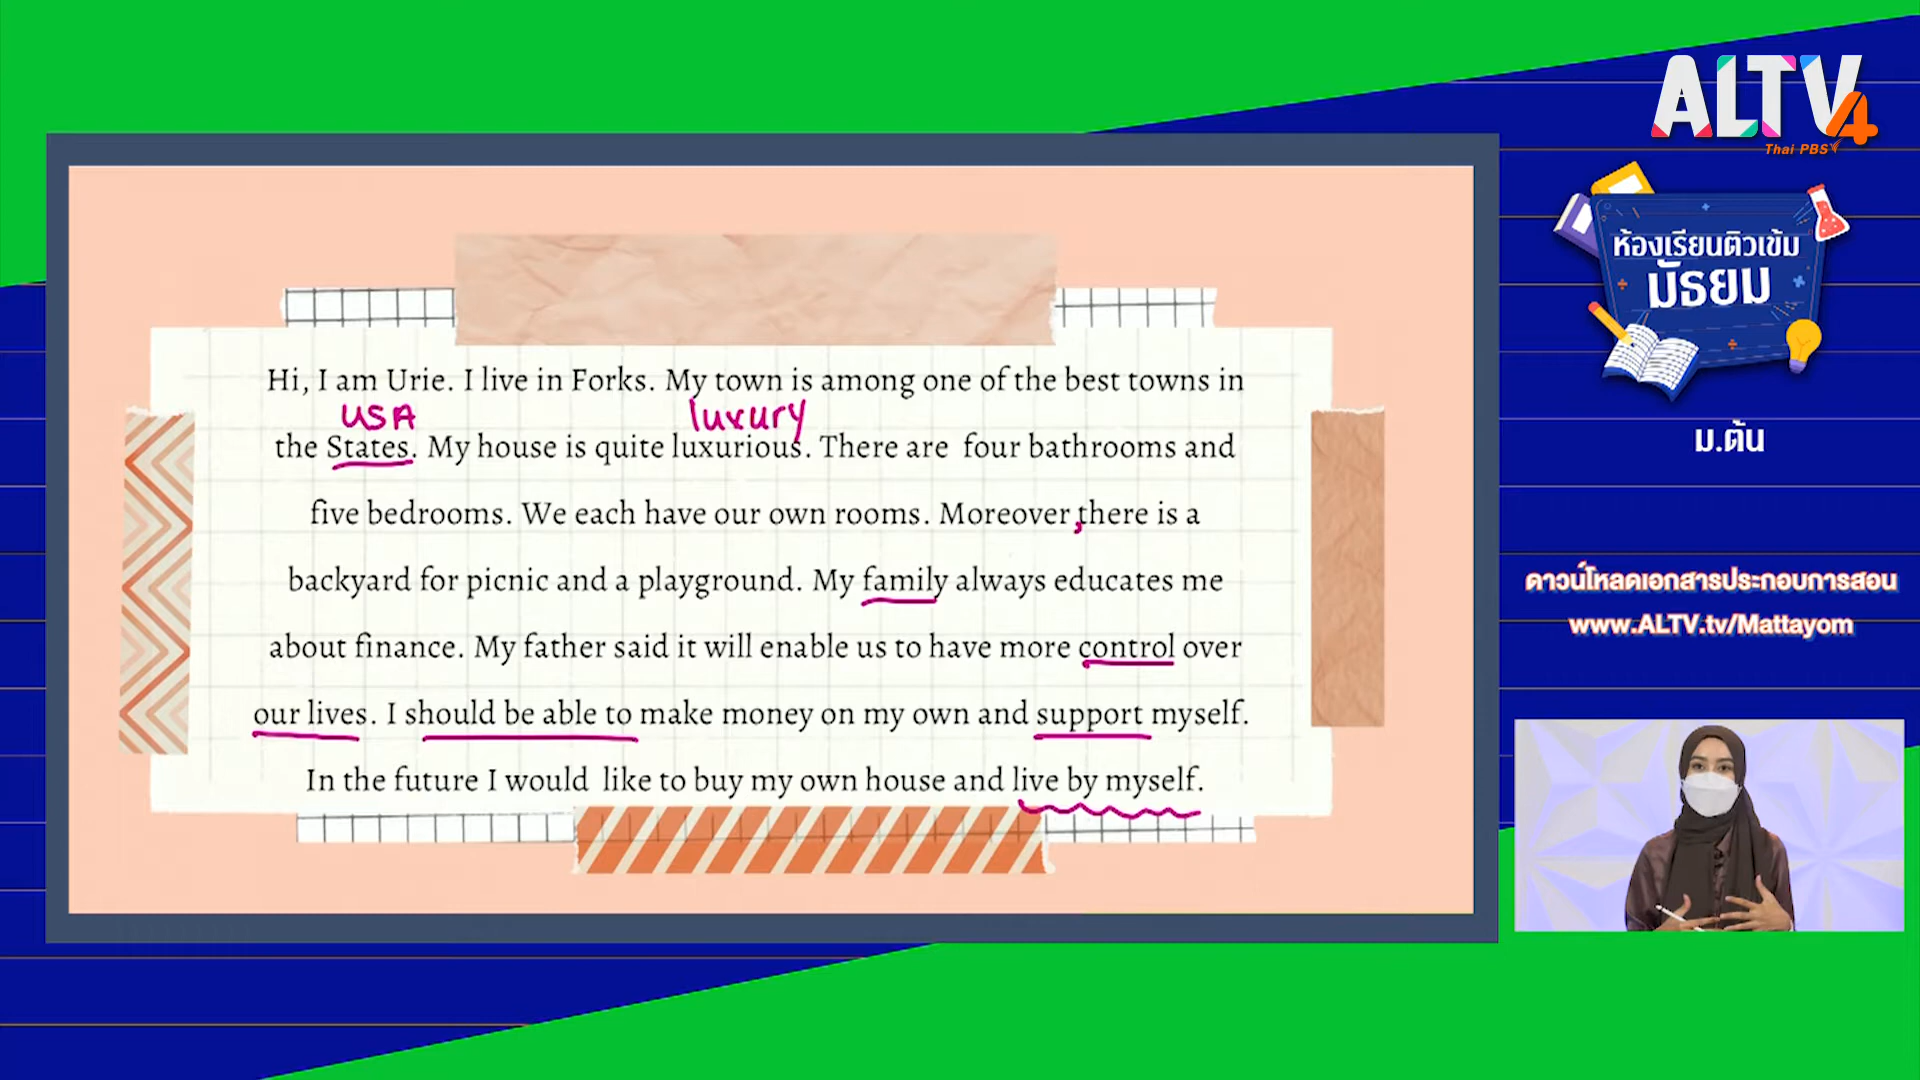 ALTV4
Thai PBS
ห้องเรียนติวเข้ม
มัธยม
ม.ต้น
ดาวน์โหลดเอกสารประกอบการสอน
www.ALTV.tv/Mattayom
Hi, I am Urie. I live in Forks. My town is among one of the best towns in
USA luxury
the States. My house is quite luxurious. There are four bathrooms and
five bedrooms. We each have our own rooms. Moreover,there is a
backyard for picnic and a playground. My family always educates me
about finance. My father said it will enable us to have more control over
our lives. I should be able to make money on my own and support myself.
In the future I would like to buy my own house and live by myself.